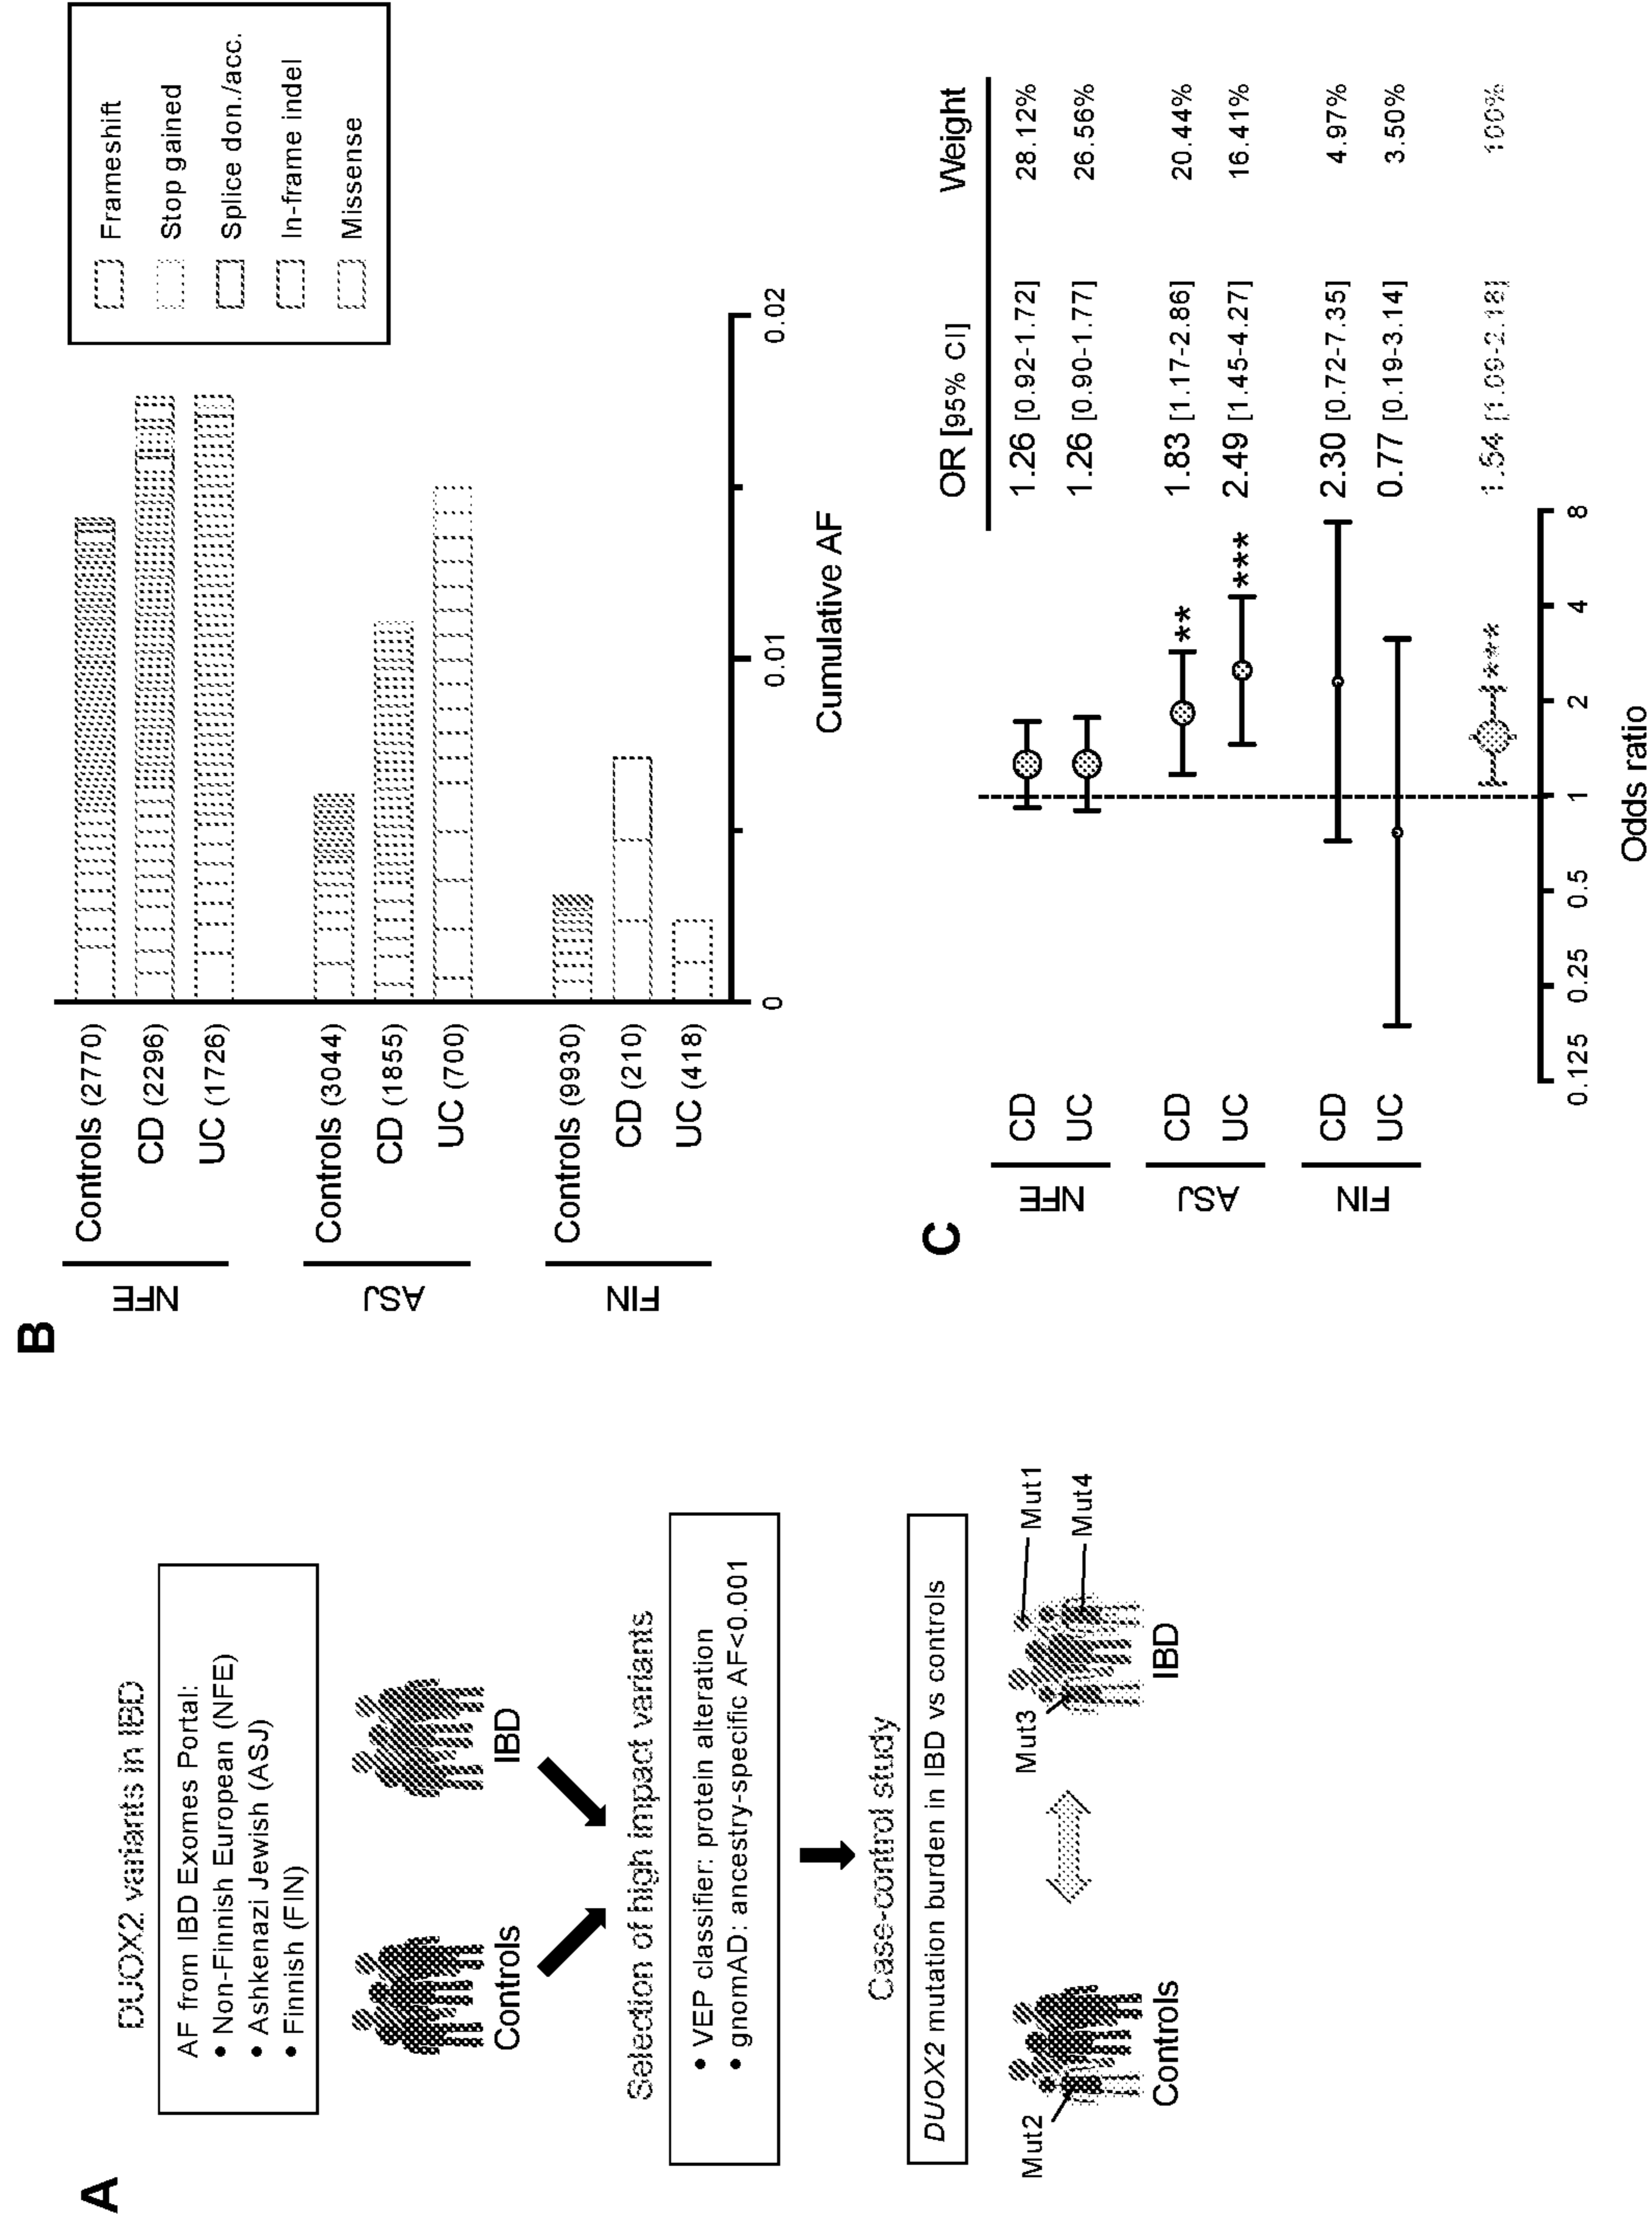 A
DUOX2 variants in IBD
AF from IBD Exomes Portal:
• Non-Finnish European (NFE)
• Ashkenazi Jewish (ASJ)
• Finnish (FIN)
Controls
IBD
Selection of high impact variants
• VEP classifier: protein alteration
• gnomAD: ancestry-specific AF<0.001
Case-control study
DUOX2 mutation burden in IBD vs controls
Mut2
Mut3
Mut1
Mut4
Controls
IBD
B
NFE
Controls (2770)
CD (2296)
UC (1726)
ASJ
Controls (3044)
CD (1855)
UC (700)
FIN
Controls (9930)
CD (210)
UC (418)
0
0.01
0.02
Cumulative AF
Frameshift
Stop gained
Splice don./acc.
In-frame indel
Missense
C
OR [95% CI]
Weight
NFE
CD
1.26 [0.92-1.72]
28.12%
UC
1.26 [0.90-1.77]
26.56%
ASJ
CD
**
1.83 [1.17-2.86]
20.44%
UC
***
2.49 [1.45-4.27]
16.41%
FIN
CD
2.30 [0.72-7.35]
4.97%
UC
0.77 [0.19-3.14]
3.50%
***
1.54 [1.09-2.18]
100%
0.125
0.25
0.5
1
2
4
8
Odds ratio